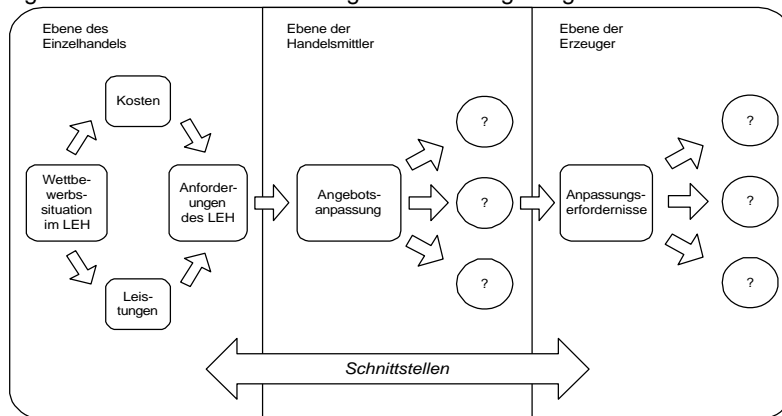 Ebene des
Einzelhandels
Ebene der
Handelsmittler
Ebene der
Erzeuger
Kosten
Wettbe-
werbs-
situation
im LEH
Anforder-
ungen
des LEH
Leis-
tungen
Angebots-
anpassung
?
?
?
Anpassungs-
erfordernisse
?
?
?
Schnittstellen